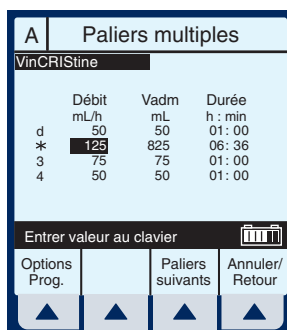 A Paliers multiples
VinCRIStine
Débit Vadm Durée
mL/h mL h : min
d 50 50 01: 00
* 125 825 06: 36
3 75 75 01: 00
4 50 50 01: 00
Entrer valeur au clavier
Options Paliers Annuler/
Prog. suivants Retour